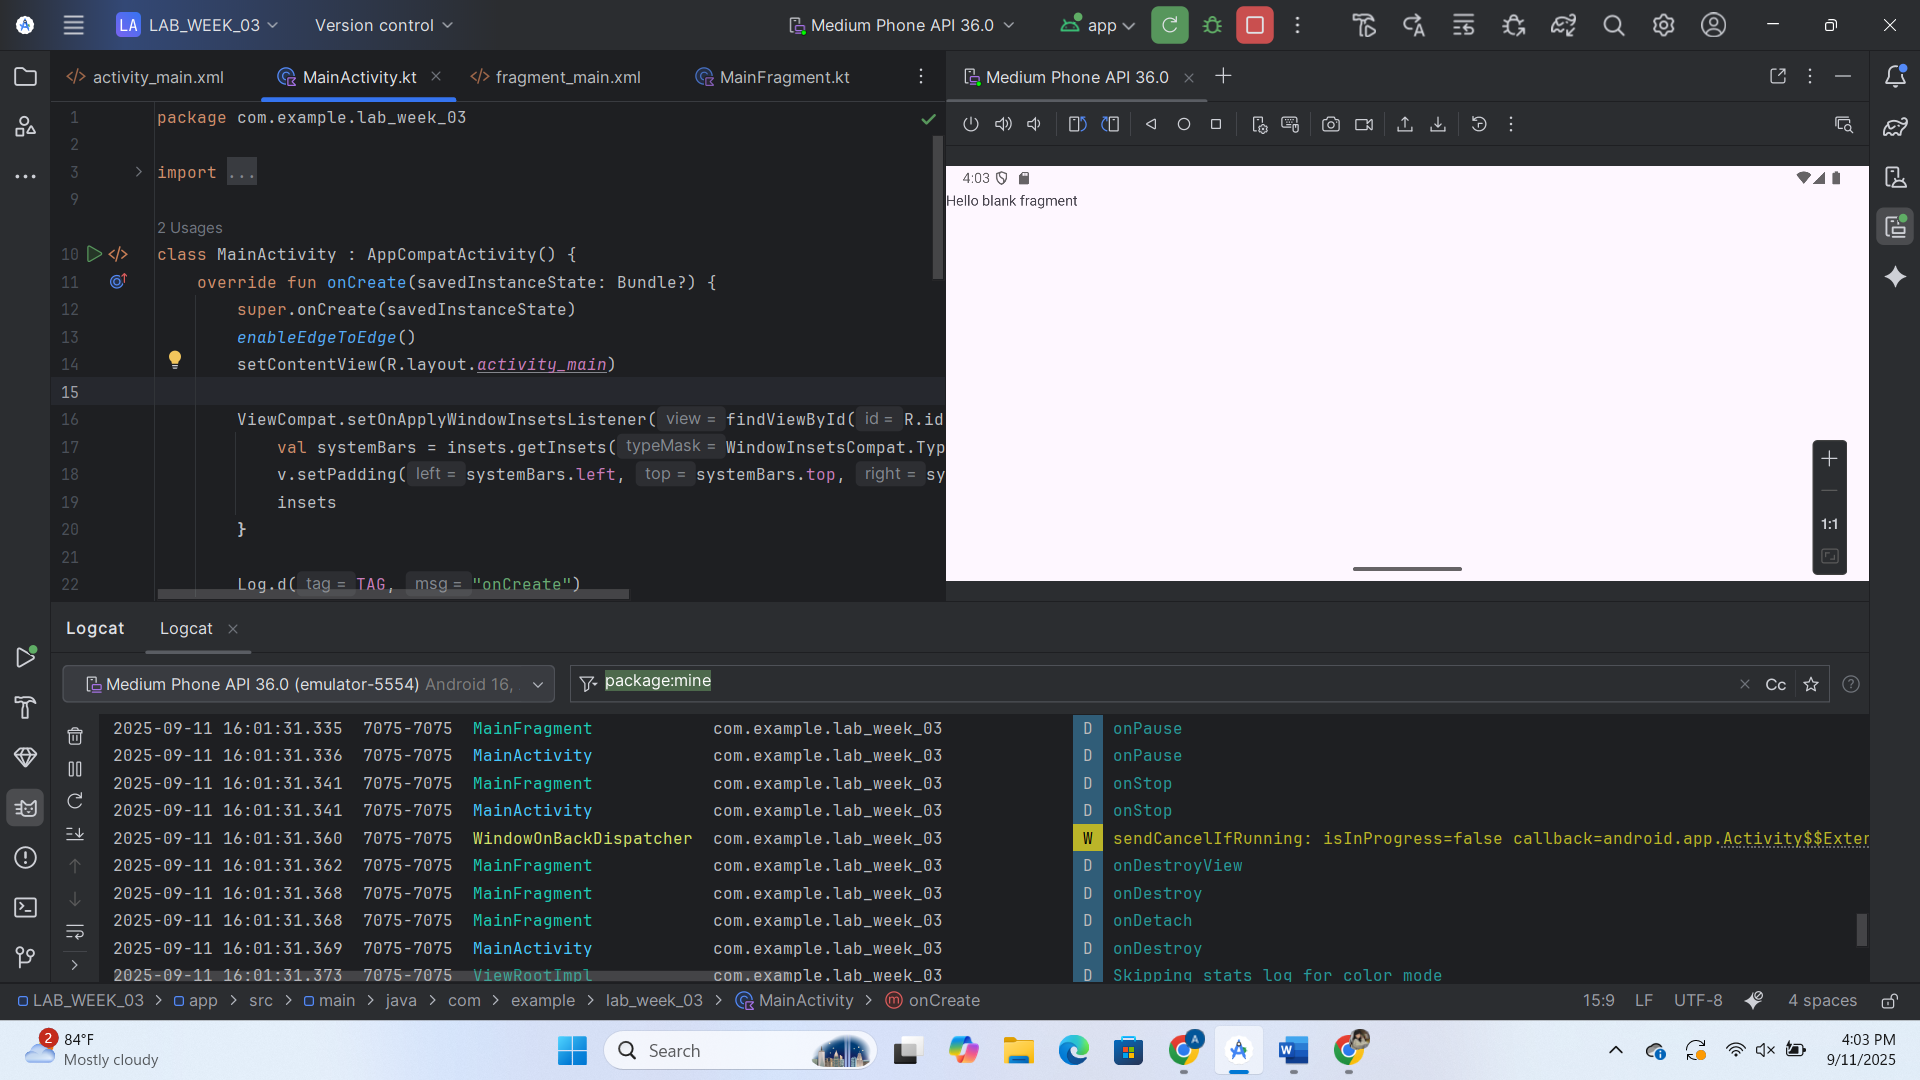 LA LAB_WEEK_03 Version control Medium Phone API 36.0 app
activity_main.xml MainActivity.kt fragment_main.xml MainFragment.kt Medium Phone API 36.0
1 package com.example.lab_week_03
2
3 import ...
9
2 Usages
10 class MainActivity : AppCompatActivity() {
11 override fun onCreate(savedInstanceState: Bundle?) {
12 super.onCreate(savedInstanceState)
13 enableEdgeToEdge()
14 setContentView(R.layout.activity_main)
15
16 ViewCompat.setOnApplyWindowInsetsListener( view = findViewById( id = R.id
17 val systemBars = insets.getInsets( typeMask = WindowInsetsCompat.Typ
18 v.setPadding( left = systemBars.left, top = systemBars.top, right = sy
19 insets
20 }
21
22 Log.d( tag = TAG, msg = "onCreate")
4:03
Hello blank fragment
1:1
Logcat Logcat
Medium Phone API 36.0 (emulator-5554) Android 16, package:mine Cc
2025-09-11 16:01:31.335 7075-7075 MainFragment com.example.lab_week_03 D onPause
2025-09-11 16:01:31.336 7075-7075 MainActivity com.example.lab_week_03 D onPause
2025-09-11 16:01:31.341 7075-7075 MainFragment com.example.lab_week_03 D onStop
2025-09-11 16:01:31.341 7075-7075 MainActivity com.example.lab_week_03 D onStop
2025-09-11 16:01:31.360 7075-7075 WindowOnBackDispatcher com.example.lab_week_03 W sendCancelIfRunning: isInProgress=false callback=android.app.Activity$$Exter
2025-09-11 16:01:31.362 7075-7075 MainFragment com.example.lab_week_03 D onDestroyView
2025-09-11 16:01:31.368 7075-7075 MainFragment com.example.lab_week_03 D onDestroy
2025-09-11 16:01:31.368 7075-7075 MainFragment com.example.lab_week_03 D onDetach
2025-09-11 16:01:31.369 7075-7075 MainActivity com.example.lab_week_03 D onDestroy
2025-09-11 16:01:31.373 7075-7075 ViewRootImpl com.example.lab_week_03 D Skipping stats log for color mode
LAB_WEEK_03 > app > src > main > java > com > example > lab_week_03 > MainActivity > onCreate 15:9 LF UTF-8 4 spaces
2 84°F
Mostly cloudy
Search
4:03 PM
9/11/2025